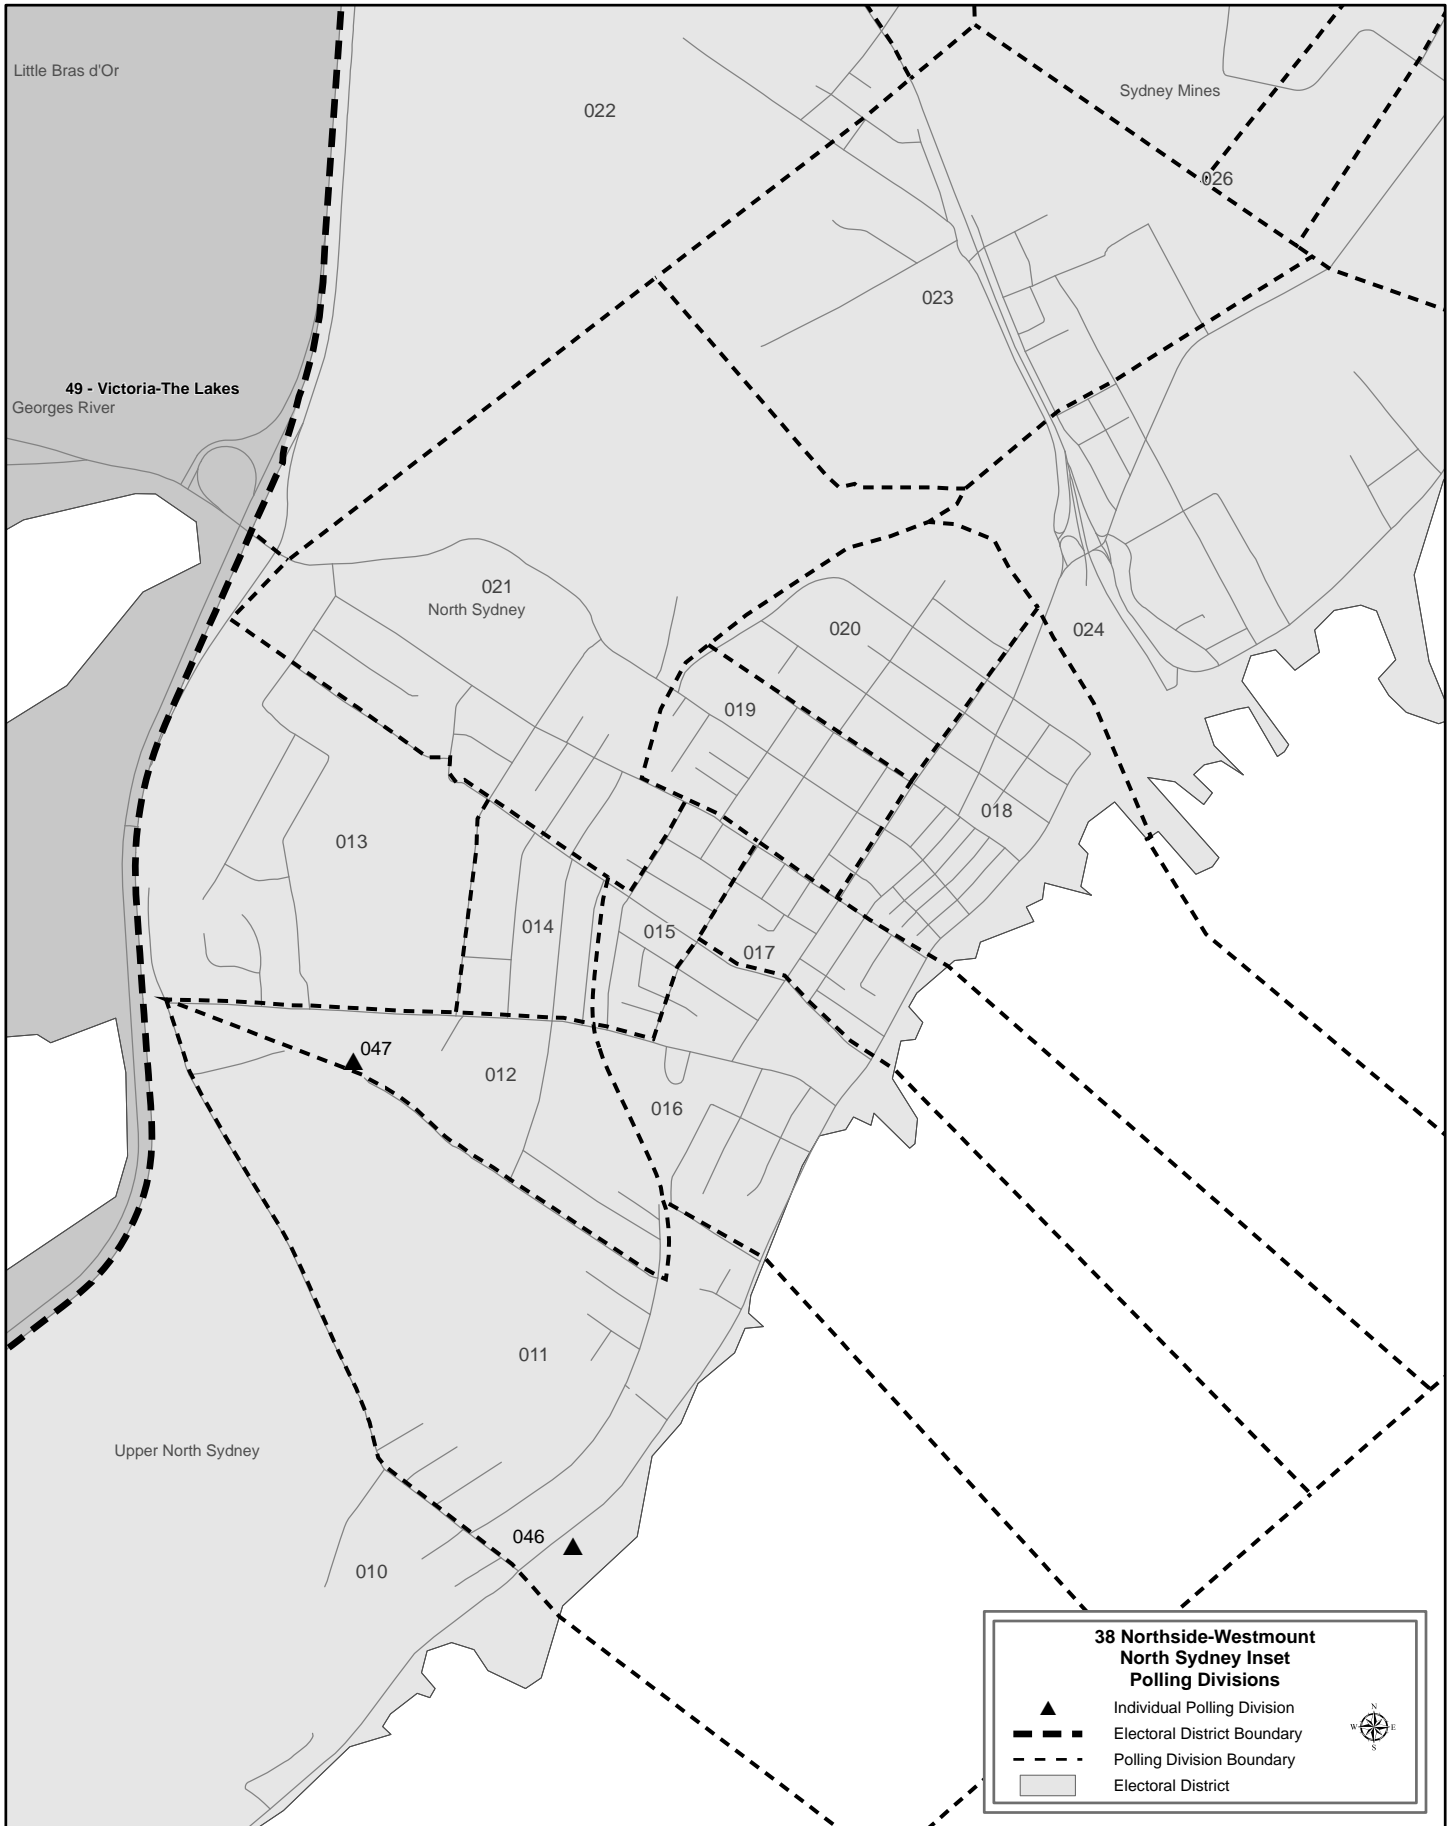 Little Bras d'Or
022
Sydney Mines
026
023
49 - Victoria-The Lakes
Georges River
021
North Sydney
020
024
019
018
013
014
015
017
047
012
016
011
Upper North Sydney
046
010
38 Northside-Westmount
North Sydney Inset
Polling Divisions
Individual Polling Division
Electoral District Boundary
Polling Division Boundary
Electoral District
N
W E
S